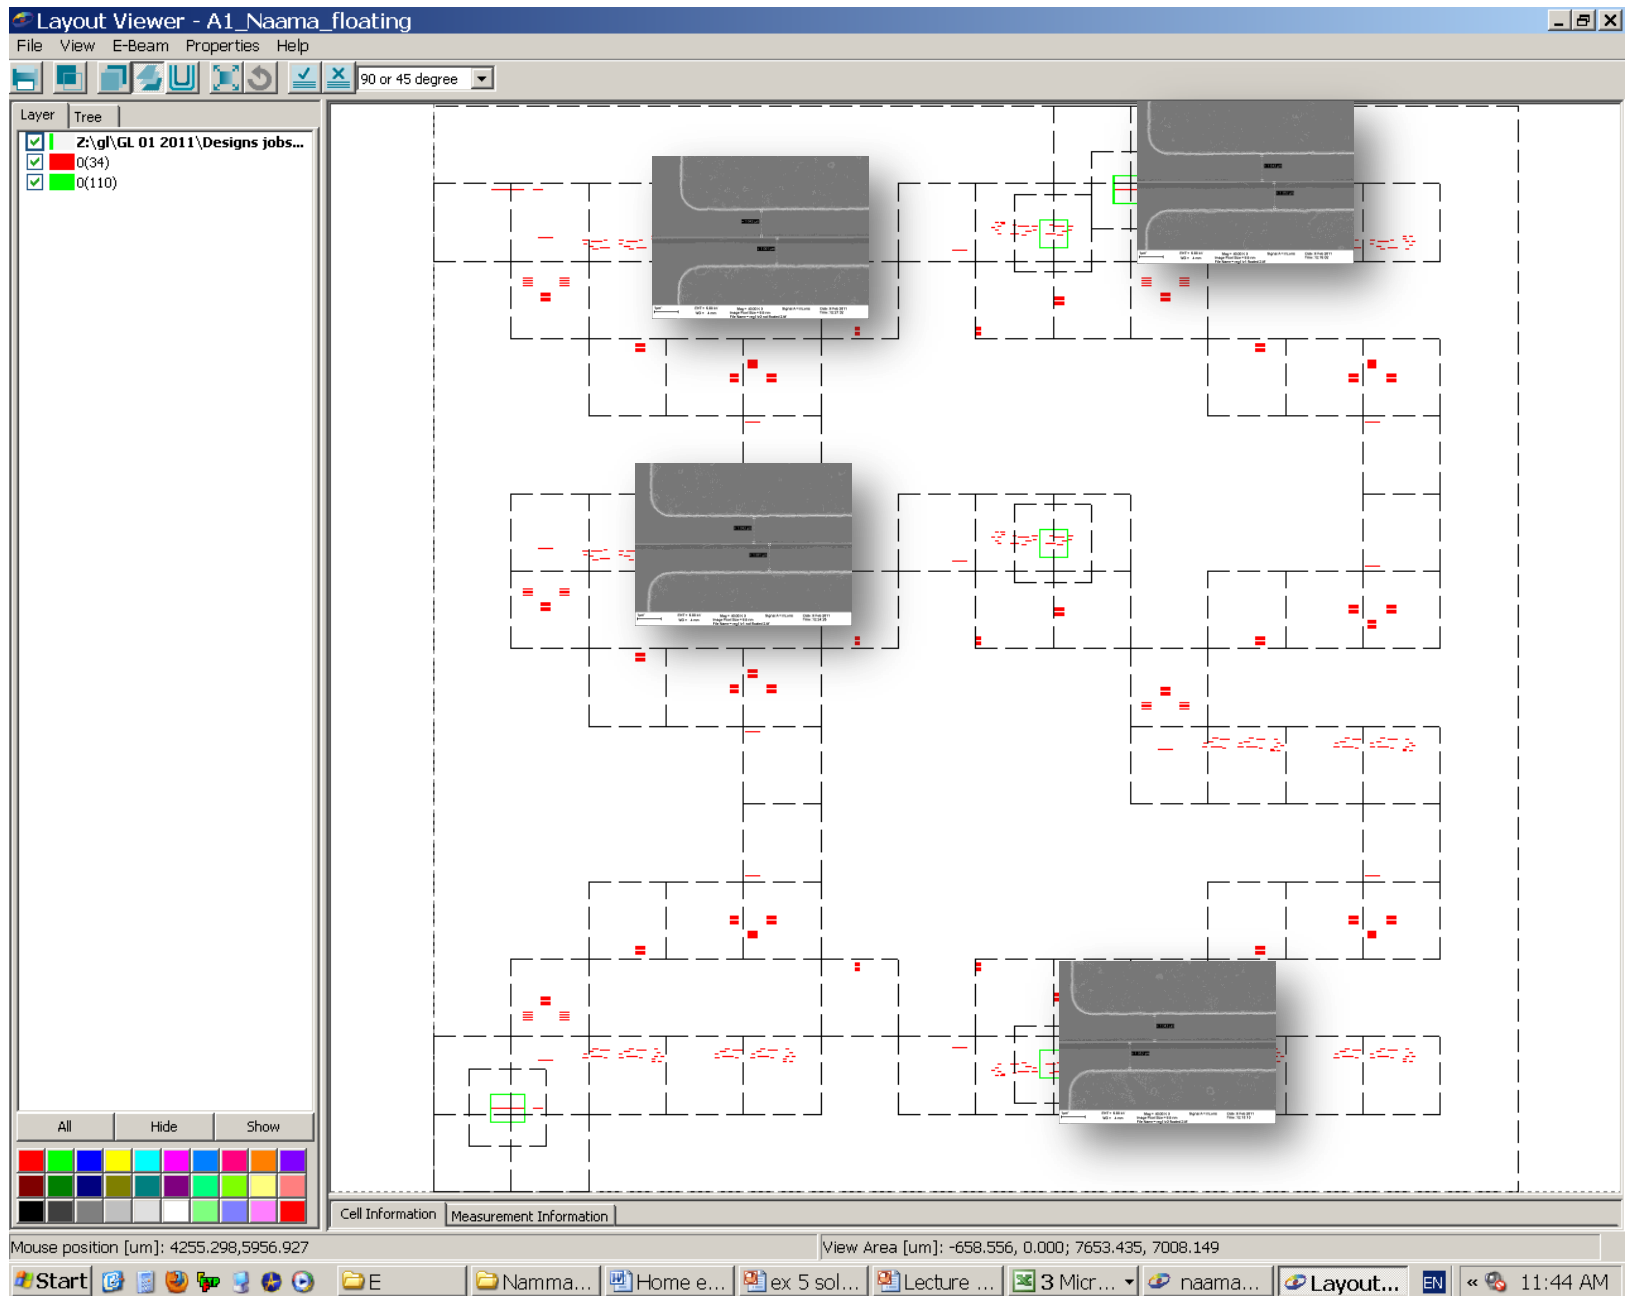 Layout Viewer - A1_Naama_floating
File View E-Beam Properties Help
90 or 45 degree
Layer Tree
Z:\gl\GL 01 2011\Designs jobs...
0(34)
0(110)
All Hide Show
Cell Information Measurement Information
Mouse position [um]: 4255.298,5956.927
View Area [um]: -658.556, 0.000; 7653.435, 7008.149
Start E Namma... Home e... ex 5 sol... Lecture ... 3 Micr... naama... Layout... EN « 11:44 AM